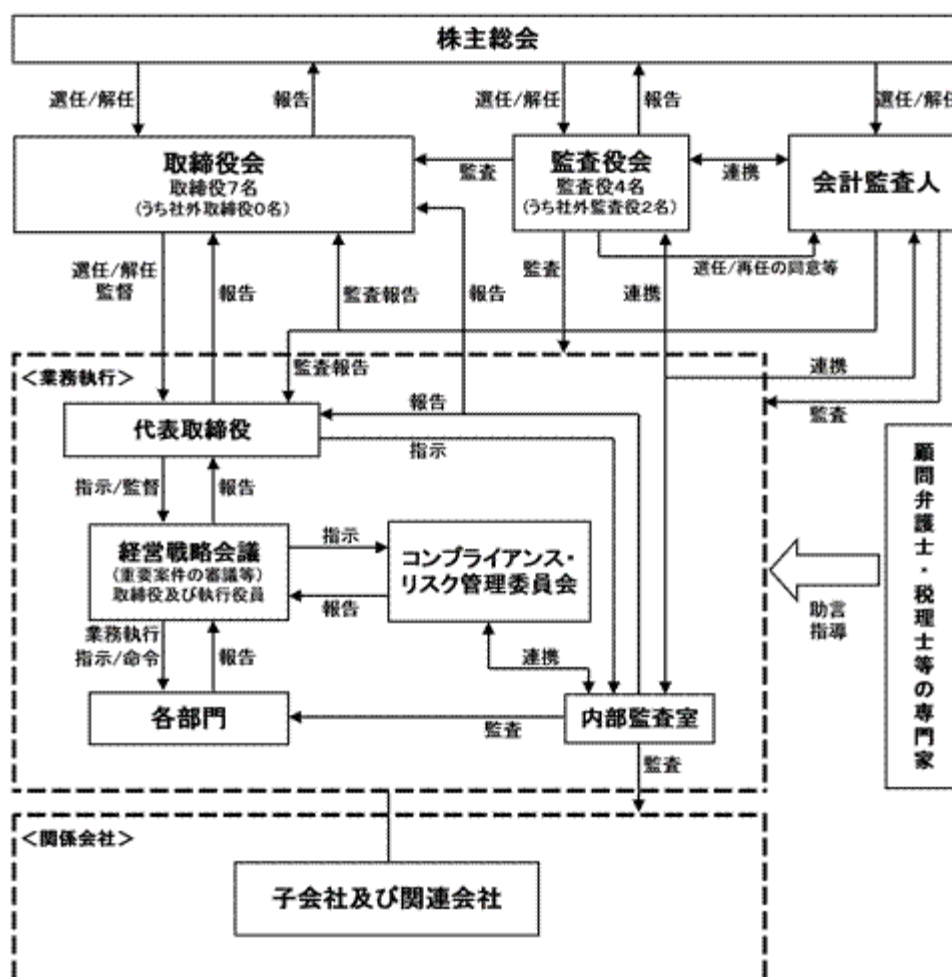 株主総会
選任/解任
報告
選任/解任
報告
選任/解任
取締役会
取締役7名
(うち社外取締役0名)
監査
監査役会
監査役4名
(うち社外監査役2名)
連携
会計監査人
選任/解任
監督
報告
監査報告
報告
監査
連携
選任/再任の同意等
<業務執行>
監査報告
連携
代表取締役
報告
指示
監査
指示/監督
報告
顧問弁護士・税理士等の専門家
経営戦略会議
(重要案件の審議等)
取締役及び執行役員
指示
報告
コンプライアンス・
リスク管理委員会
助言
指導
業務執行
指示/命令
報告
連携
各部門
監査
内部監査室
監査
<関係会社>
子会社及び関連会社